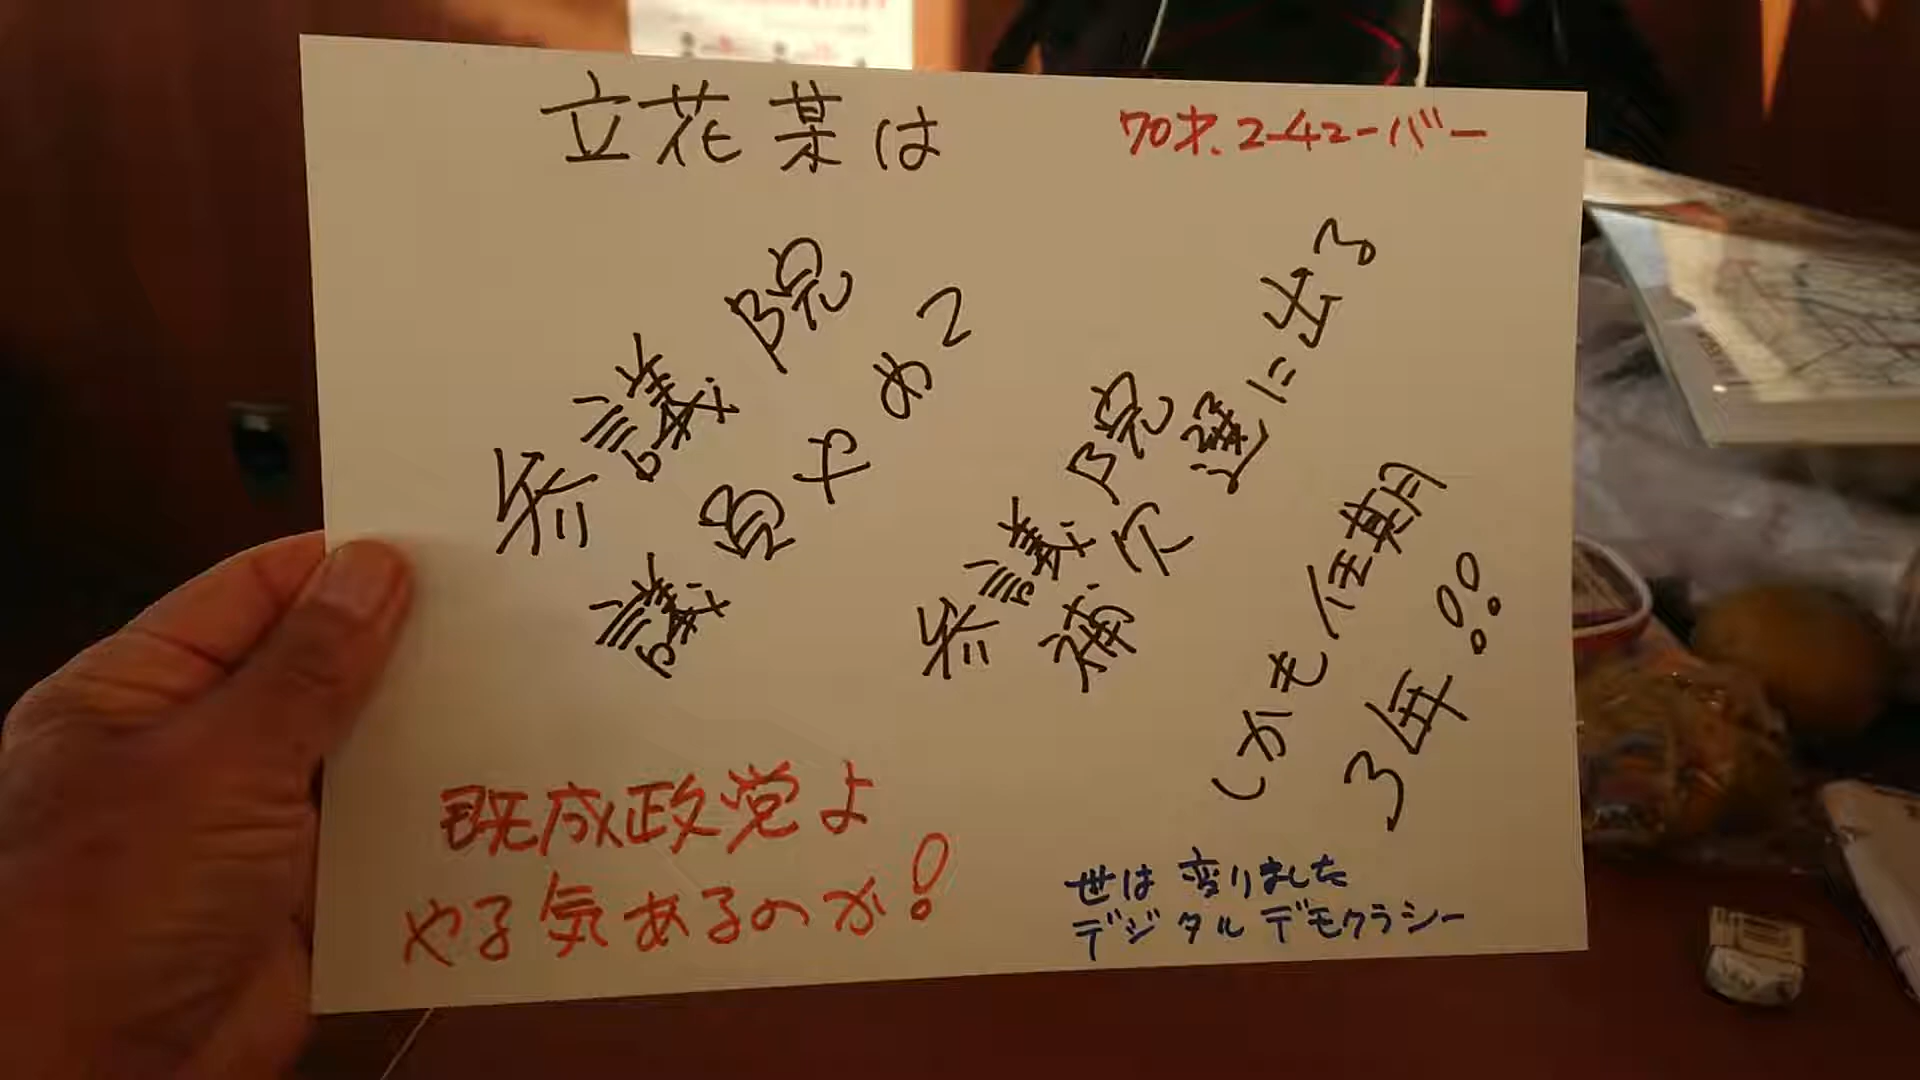 立花某は
70才.ユーチューバー
参議院
議員やめて
参議院
補欠選に出る
しかも任期
3年!!
既成政党よ
やる気あるのか!
世は変りました
デジタルデモクラシー